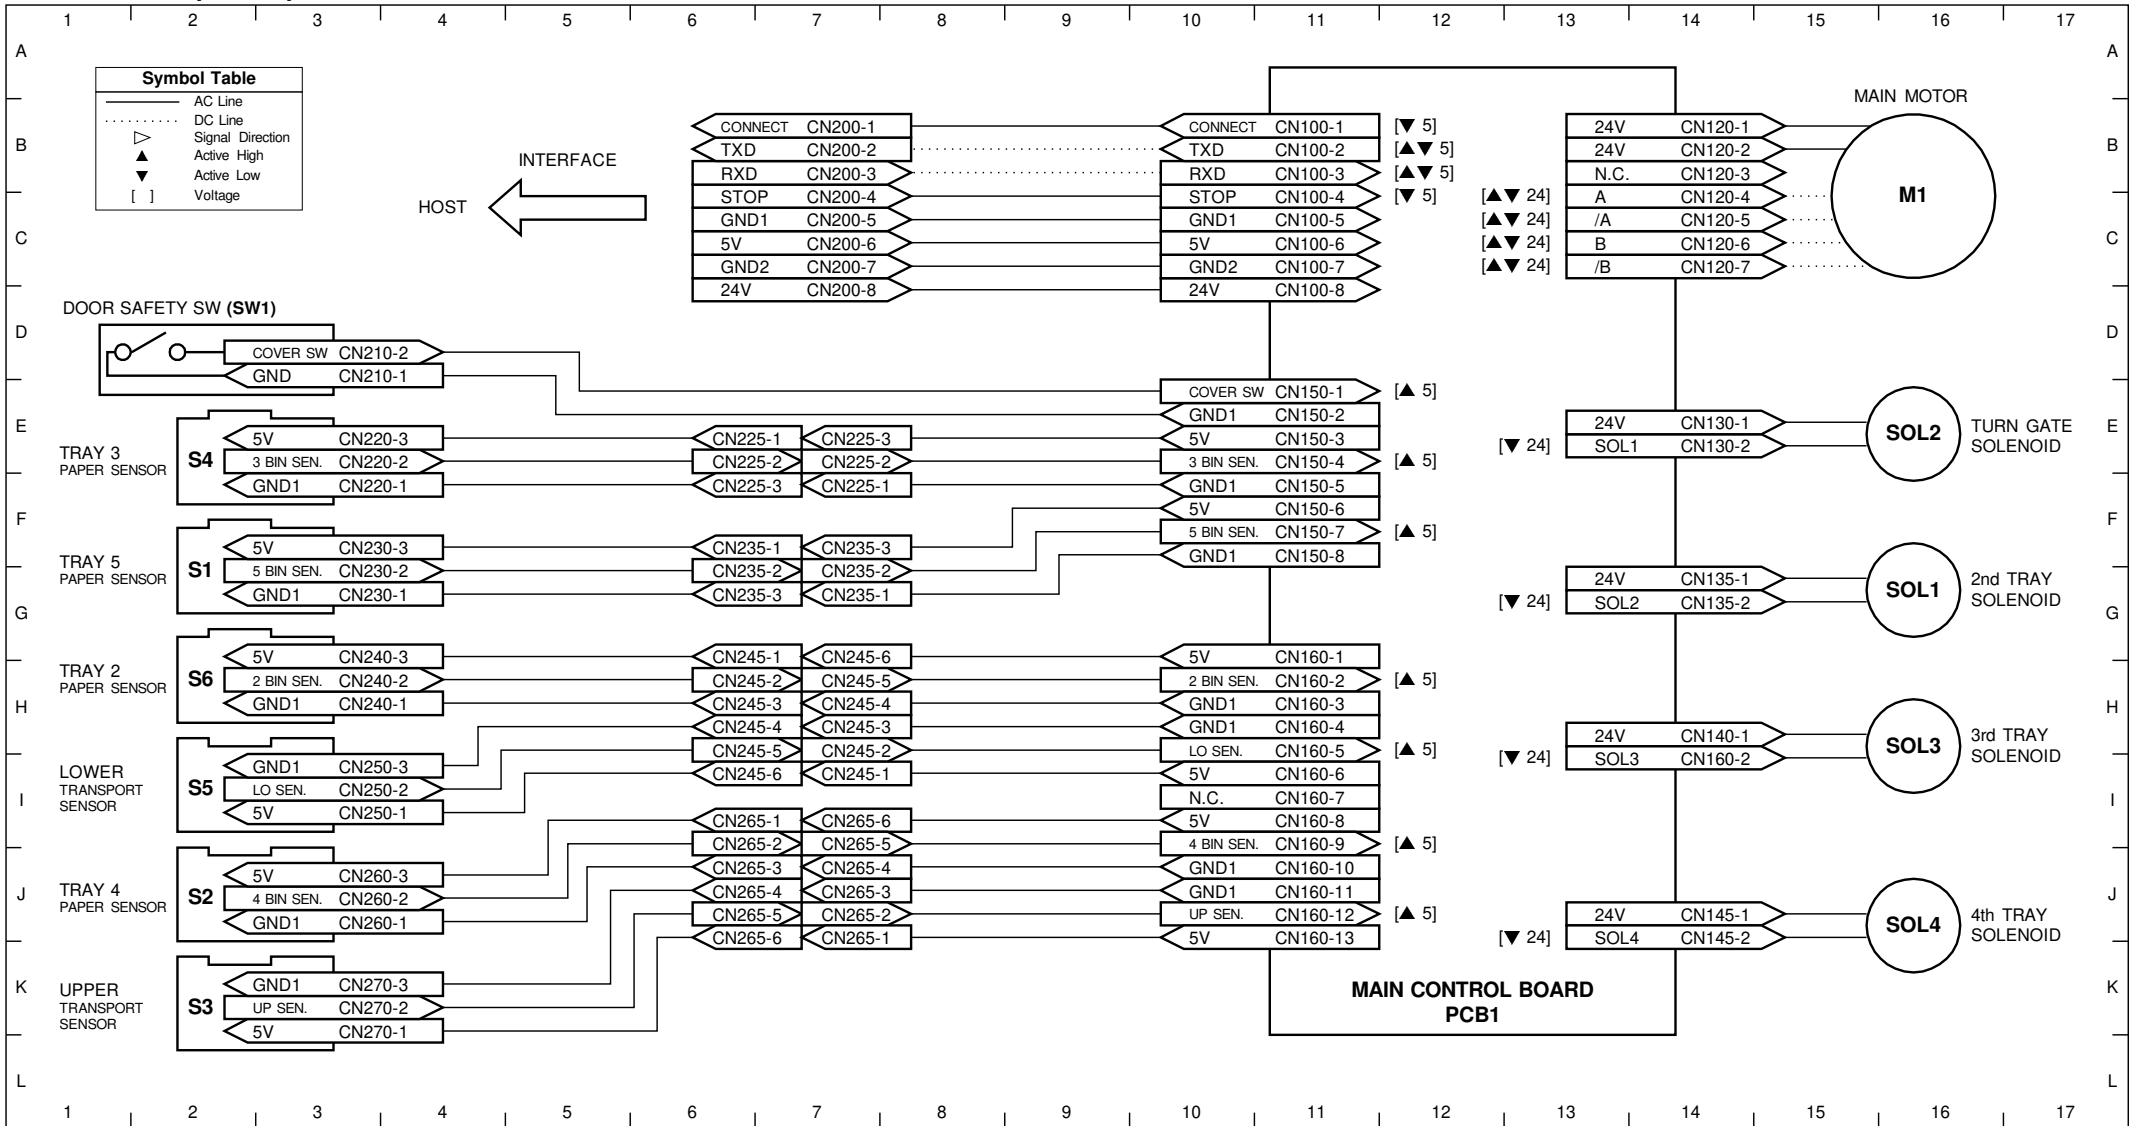 1 2 3 4 5 6 7 8 9 10 11 12 13 14 15 16 17
A A
Symbol Table
AC Line
DC Line
▷ Signal Direction
▲ Active High
▼ Active Low
[ ] Voltage
B B
C C
D D
E E
F F
G G
H H
I I
J J
K K
L L
INTERFACE
HOST
CONNECT CN200-1
TXD CN200-2
RXD CN200-3
STOP CN200-4
GND1 CN200-5
5V CN200-6
GND2 CN200-7
24V CN200-8
CONNECT CN100-1 [▼ 5]
TXD CN100-2 [▲▼ 5]
RXD CN100-3 [▲▼ 5]
STOP CN100-4 [▼ 5]
GND1 CN100-5
5V CN100-6
GND2 CN100-7
24V CN100-8
MAIN MOTOR
24V CN120-1
24V CN120-2
N.C. CN120-3
[▲▼ 24] A CN120-4
[▲▼ 24] /A CN120-5
[▲▼ 24] B CN120-6
[▲▼ 24] /B CN120-7
M1
DOOR SAFETY SW (SW1)
COVER SW CN210-2
GND CN210-1
COVER SW CN150-1 [▲ 5]
GND1 CN150-2
TRAY 3
PAPER SENSOR
S4
5V CN220-3 CN225-1 CN225-3 5V CN150-3
3 BIN SEN. CN220-2 CN225-2 CN225-2 3 BIN SEN. CN150-4 [▲ 5]
GND1 CN220-1 CN225-3 CN225-1 GND1 CN150-5
5V CN150-6
5 BIN SEN. CN150-7 [▲ 5]
GND1 CN150-8
TRAY 5
PAPER SENSOR
S1
5V CN230-3 CN235-1 CN235-3
5 BIN SEN. CN230-2 CN235-2 CN235-2
GND1 CN230-1 CN235-3 CN235-1
TRAY 2
PAPER SENSOR
S6
5V CN240-3 CN245-1 CN245-6 5V CN160-1
2 BIN SEN. CN240-2 CN245-2 CN245-5 2 BIN SEN. CN160-2 [▲ 5]
GND1 CN240-1 CN245-3 CN245-4 GND1 CN160-3
CN245-4 CN245-3 GND1 CN160-4
CN245-5 CN245-2 LO SEN. CN160-5 [▲ 5]
CN245-6 CN245-1 5V CN160-6
N.C. CN160-7
LOWER
TRANSPORT
SENSOR
S5
GND1 CN250-3
LO SEN. CN250-2
5V CN250-1
CN265-1 CN265-6 5V CN160-8
CN265-2 CN265-5 4 BIN SEN. CN160-9 [▲ 5]
CN265-3 CN265-4 GND1 CN160-10
CN265-4 CN265-3 GND1 CN160-11
CN265-5 CN265-2 UP SEN. CN160-12 [▲ 5]
CN265-6 CN265-1 5V CN160-13
TRAY 4
PAPER SENSOR
S2
5V CN260-3
4 BIN SEN. CN260-2
GND1 CN260-1
UPPER
TRANSPORT
SENSOR
S3
GND1 CN270-3
UP SEN. CN270-2
5V CN270-1
24V CN130-1
[▼ 24] SOL1 CN130-2
SOL2
TURN GATE
SOLENOID
24V CN135-1
[▼ 24] SOL2 CN135-2
SOL1
2nd TRAY
SOLENOID
24V CN140-1
[▼ 24] SOL3 CN160-2
SOL3
3rd TRAY
SOLENOID
24V CN145-1
[▼ 24] SOL4 CN145-2
SOL4
4th TRAY
SOLENOID
MAIN CONTROL BOARD
PCB1
1 2 3 4 5 6 7 8 9 10 11 12 13 14 15 16 17